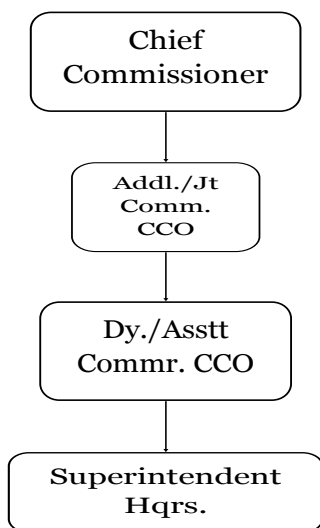 Chief
Commissioner
Addl./Jt
Comm.
CCO
Dy./Asstt
Commr. CCO
Superintendent
Hqrs.